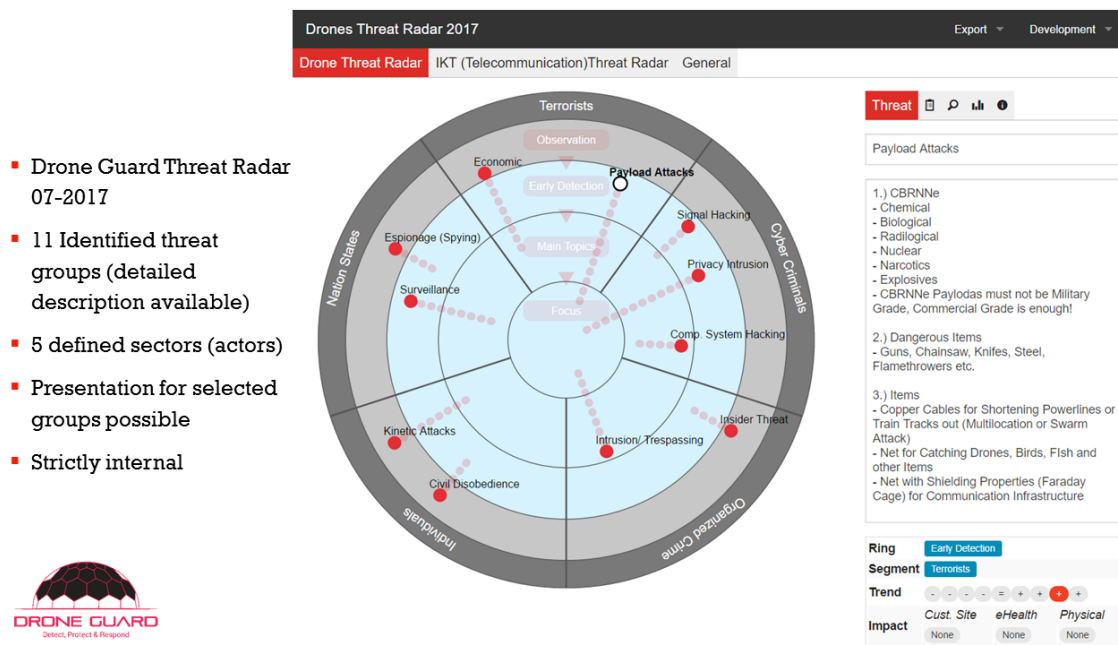 Drones Threat Radar 2017
Export
Development
Drone Threat Radar
IKT (Telecommunication)Threat Radar
General
Drone Guard Threat Radar
07-2017
11 Identified threat
groups (detailed
description available)
5 defined sectors (actors)
Presentation for selected
groups possible
Strictly internal
DRONE GUARD
Detect, Protect & Respond
Terrorists
Cyber Criminals
Organized Crime
Individuals
Nation States
Observation
Early Detection
Main Topics
Focus
Economic
Payload Attacks
Signal Hacking
Espionage (Spying)
Privacy Intrusion
Surveillance
Comp. System Hacking
Insider Threat
Kinetic Attacks
Intrusion/ Trespassing
Civil Disobedience
Threat
Payload Attacks
1.) CBRNNe
- Chemical
- Biological
- Radilogical
- Nuclear
- Narcotics
- Explosives
- CBRNNe Paylodas must not be Military
Grade, Commercial Grade is enough!
2.) Dangerous Items
- Guns, Chainsaw, Knifes, Steel,
Flamethrowers etc.
3.) Items
- Copper Cables for Shortening Powerlines or
Train Tracks out (Multilocation or Swarm
Attack)
- Net for Catching Drones, Birds, FIsh and
other Items
- Net with Shielding Properties (Faraday
Cage) for Communication Infrastructure
Ring Early Detection
Segment Terrorists
Trend - - - - = + + + +
Cust. Site eHealth Physical
Impact None None None